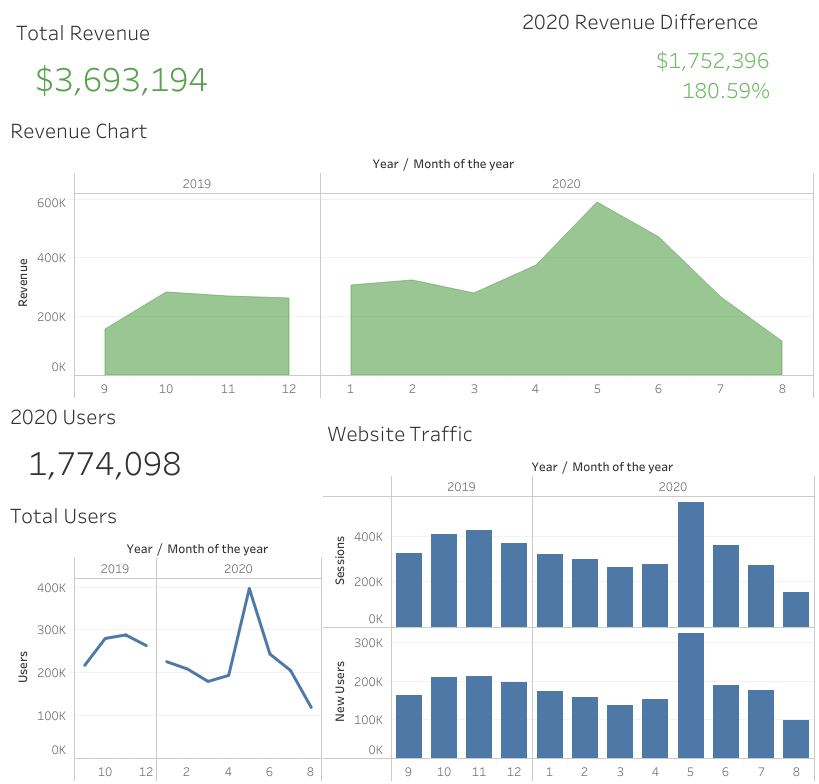 Total Revenue
$3,693,194
2020 Revenue Difference
$1,752,396
180.59%
Revenue Chart
Year / Month of the year
2019 2020
Revenue
600K
400K
200K
0K
9 10 11 12 1 2 3 4 5 6 7 8
2020 Users
1,774,098
Total Users
Year / Month of the year
2019 2020
Users
400K
300K
200K
100K
0K
10 12 2 4 6 8
Website Traffic
Year / Month of the year
2019 2020
Sessions
400K
200K
0K
New Users
300K
200K
100K
0K
9 10 11 12 1 2 3 4 5 6 7 8